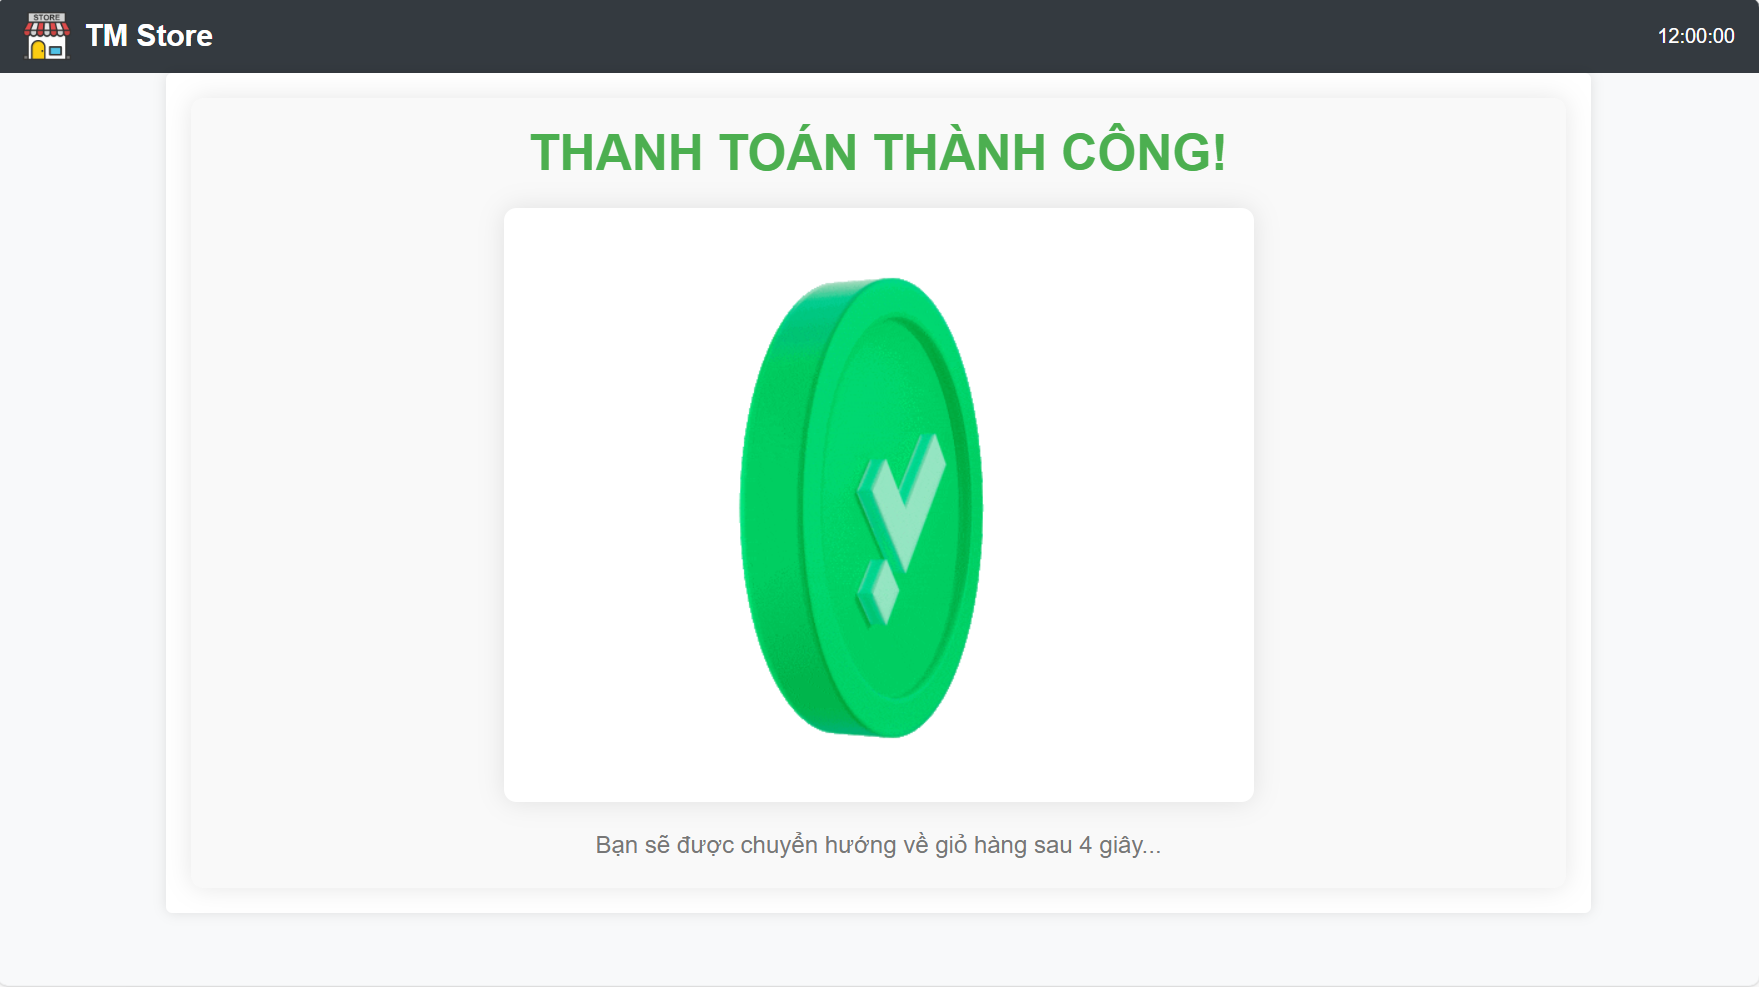 STORE
TM Store
12:00:00
THANH TOÁN THÀNH CÔNG!
Bạn sẽ được chuyển hướng về giỏ hàng sau 4 giây...